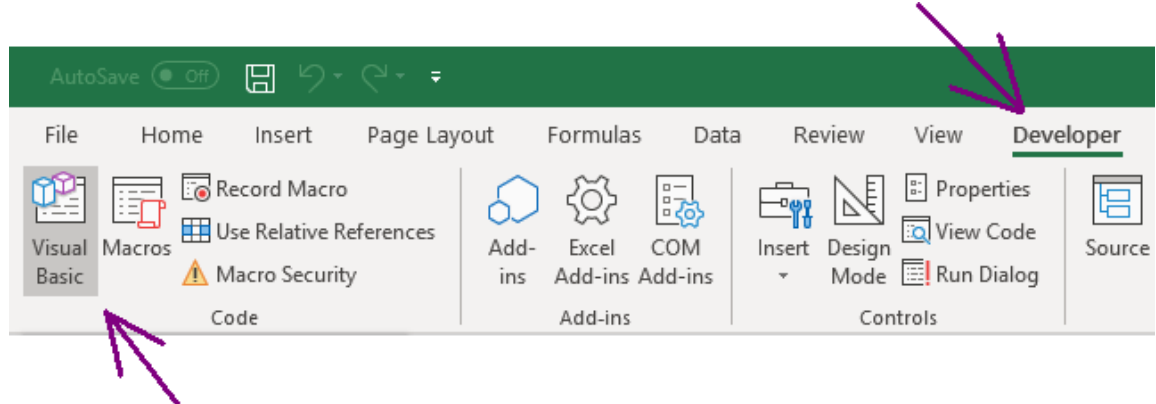 AutoSave Off
File Home Insert Page Layout Formulas Data Review View Developer
Visual Basic
Macros
Record Macro
Use Relative References
Macro Security
Code
Add-
ins
Excel
Add-ins
COM
Add-ins
Add-ins
Insert
Design
Mode
Properties
View Code
Run Dialog
Controls
Source